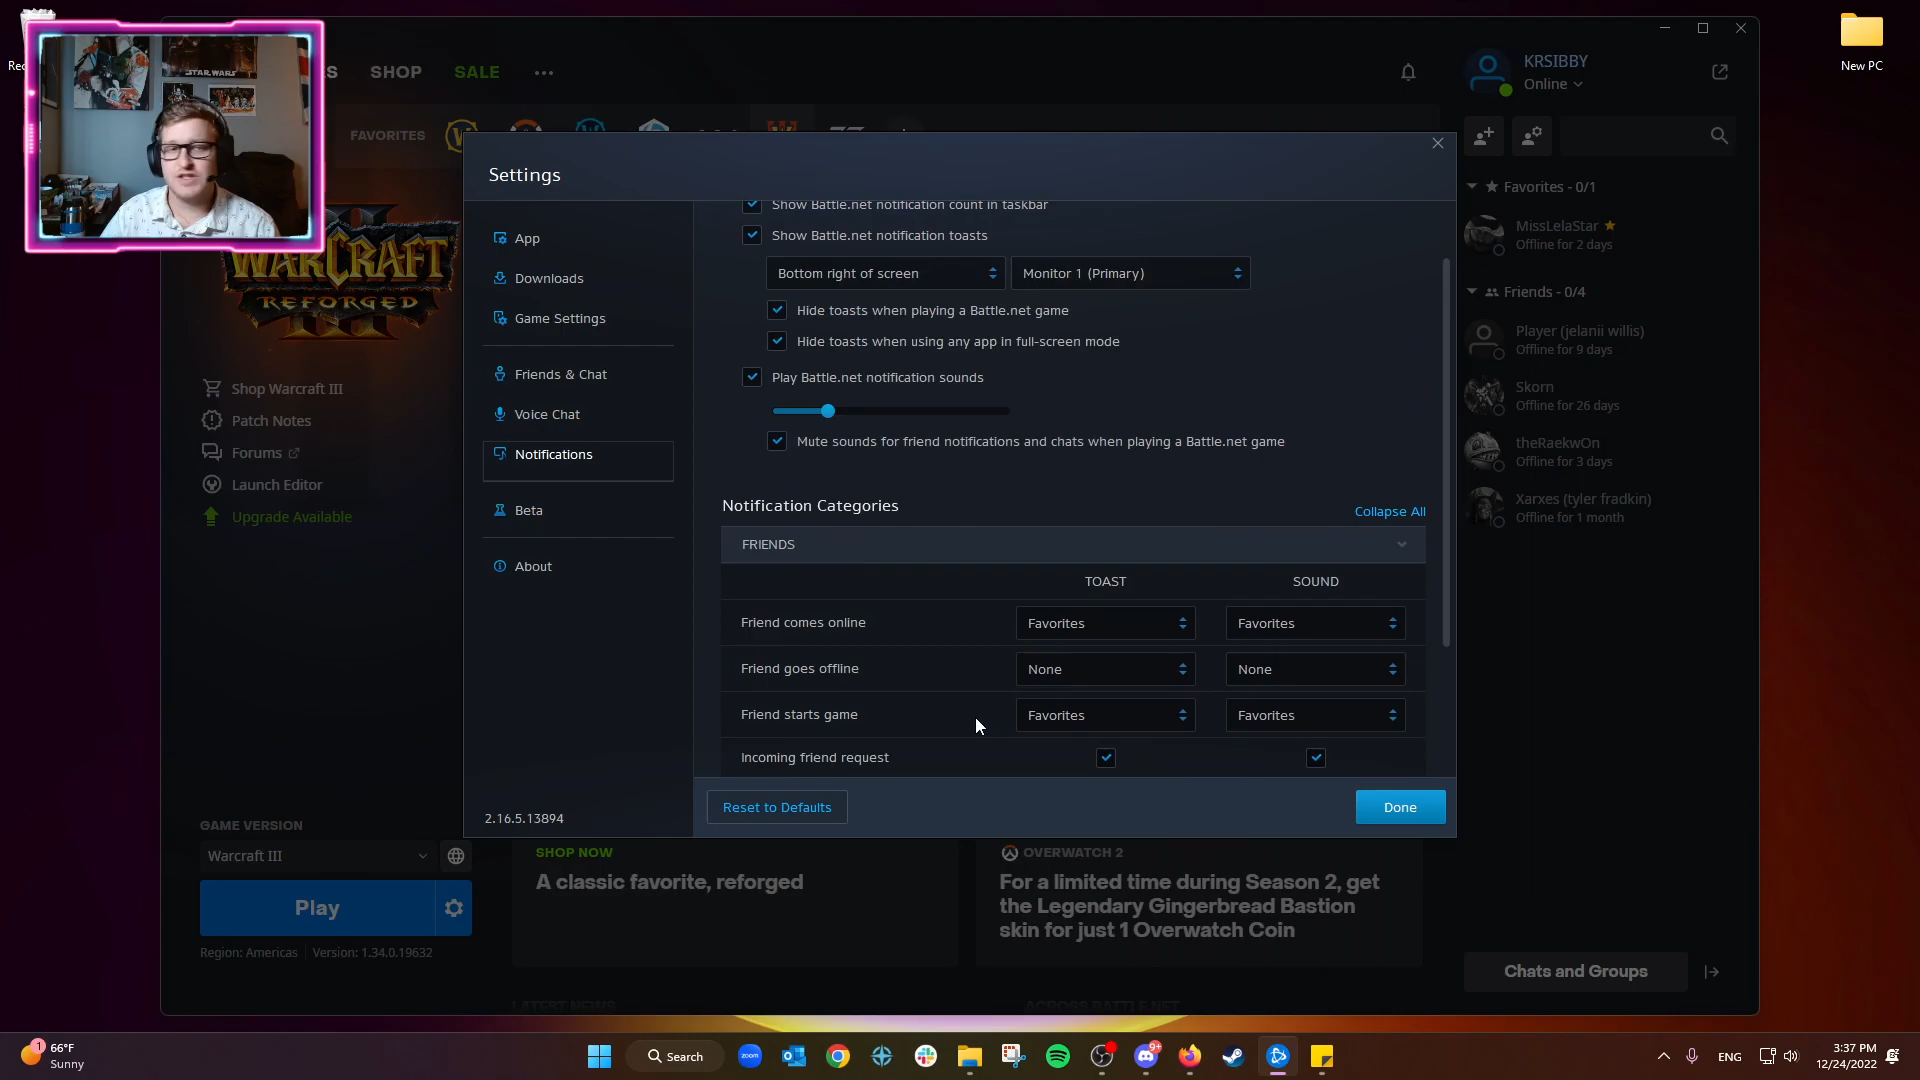 New PC
STAR.WARS
S
SHOP
SALE
KRSIBBY
Online
FAVORITES
Favorites - 0/1
MissLelaStar
Offline for 2 days
Friends - 0/4
Player (jelanii willis)
Offline for 9 days
Skorn
Offline for 26 days
theRaekwOn
Offline for 3 days
Xarxes (tyler fradkin)
Offline for 1 month
Chats and Groups
WARCRAFT
REFORGED
Shop Warcraft III
Patch Notes
Forums
Launch Editor
Upgrade Available
GAME VERSION
Warcraft III
Play
Region: Americas
Version: 1.34.0.19632
Settings
App
Downloads
Game Settings
Friends & Chat
Voice Chat
Notifications
Beta
About
2.16.5.13894
Show Battle.net notification count in taskbar
Show Battle.net notification toasts
Bottom right of screen
Monitor 1 (Primary)
Hide toasts when playing a Battle.net game
Hide toasts when using any app in full-screen mode
Play Battle.net notification sounds
Mute sounds for friend notifications and chats when playing a Battle.net game
Notification Categories
Collapse All
FRIENDS
TOAST SOUND
Friend comes online Favorites Favorites
Friend goes offline None None
Friend starts game Favorites Favorites
Incoming friend request
Reset to Defaults
Done
SHOP NOW
A classic favorite, reforged
OVERWATCH 2
For a limited time during Season 2, get
the Legendary Gingerbread Bastion
skin for just 1 Overwatch Coin
LATEST NEWS
ACROSS BATTLE.NET
1
66°F
Sunny
Search
zoom
9+
ENG
3:37 PM
12/24/2022